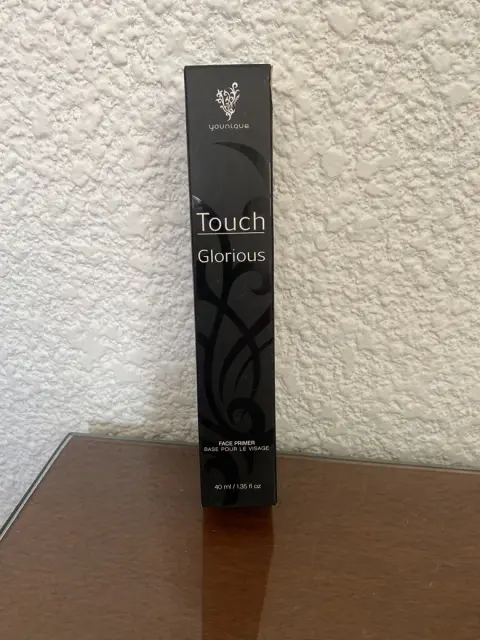 younique
Touch
Glorious
FACE PRIMER
BASE POUR LE VISAGE
40 ml / 1.35 fl oz